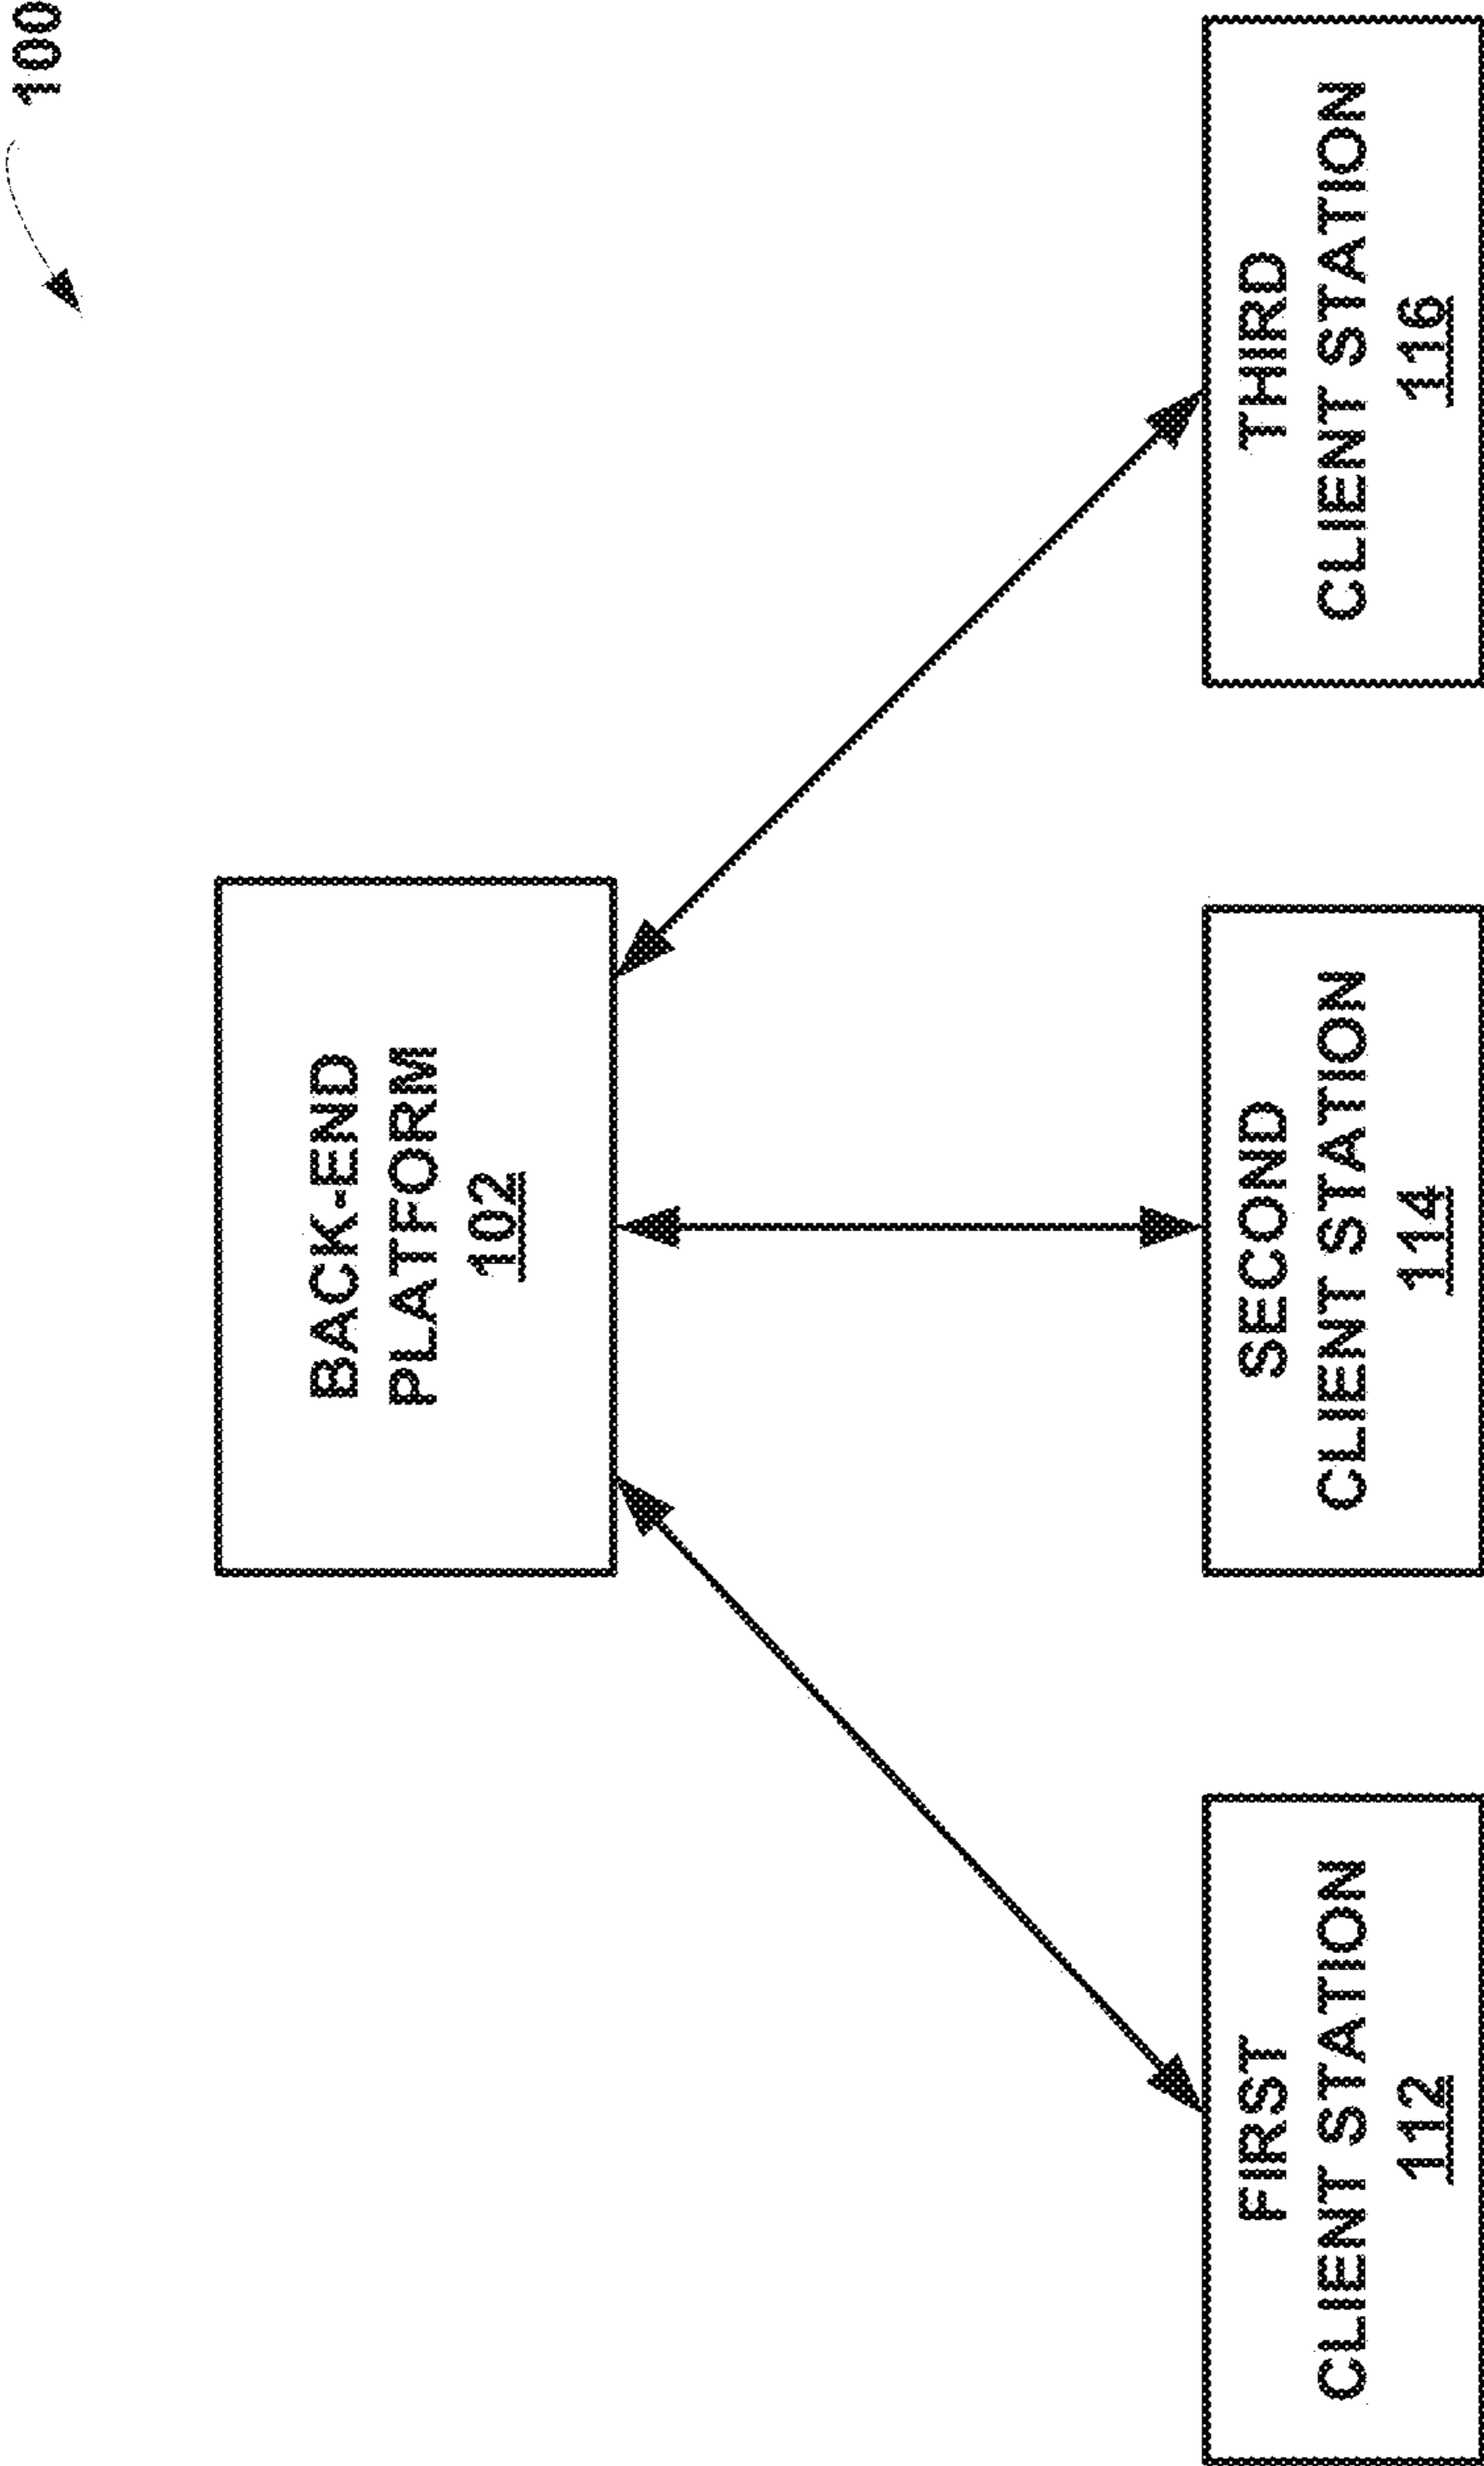 100
BACK-END
PLATFORM
102
FIRST
CLIENT STATION
112
SECOND
CLIENT STATION
114
THIRD
CLIENT STATION
116